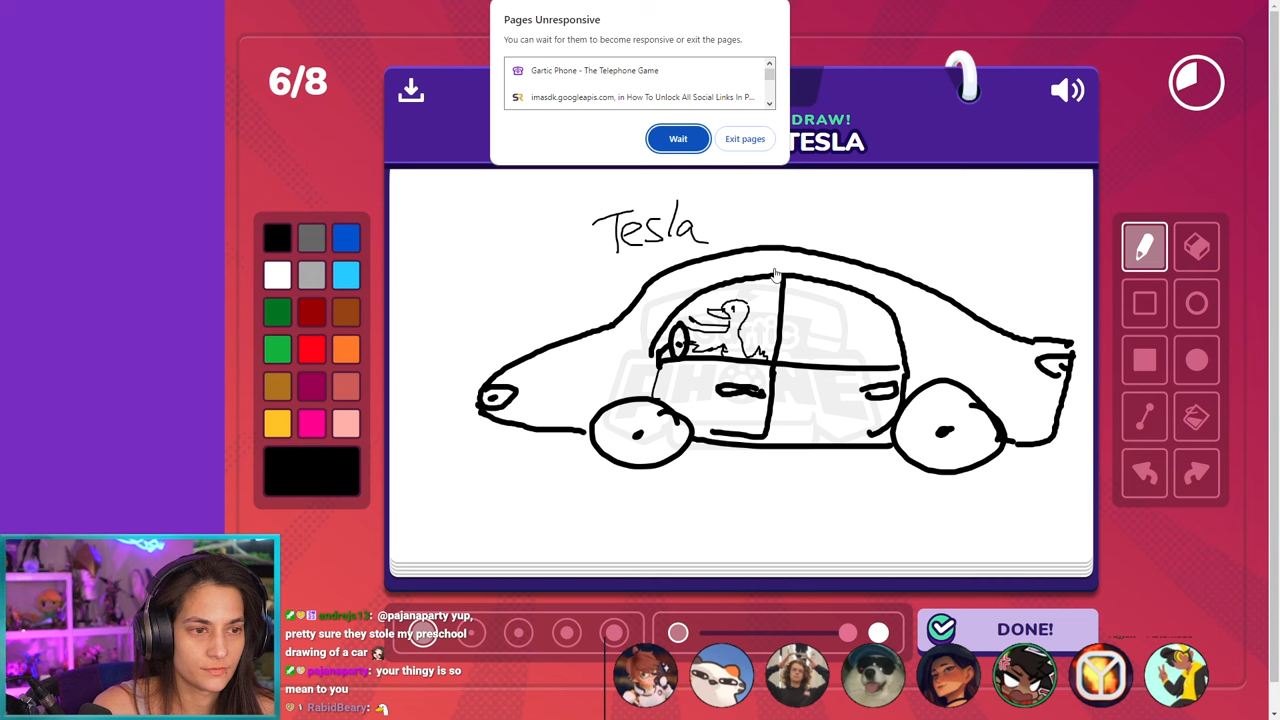 Pages Unresponsive
You can wait for them to become responsive or exit the pages.
Gartic Phone - The Telephone Game
imasdk.googleapis.com, in How To Unlock All Social Links In P...
Wait
Exit pages
6/8
DRAW!
TESLA
Tesla
PHONE
andreja13: @pajanaparty yup,
pretty sure they stole my preschool
drawing of a car
pajanaparty: your thingy is so
mean to you
RabidBeary:
DONE!